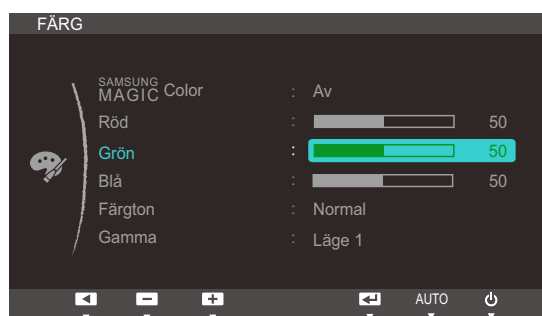 FÄRG
SAMSUNG MAGIC Color : Av
Röd : 50
Grön : 50
Blå : 50
Färgton : Normal
Gamma : Läge 1
AUTO